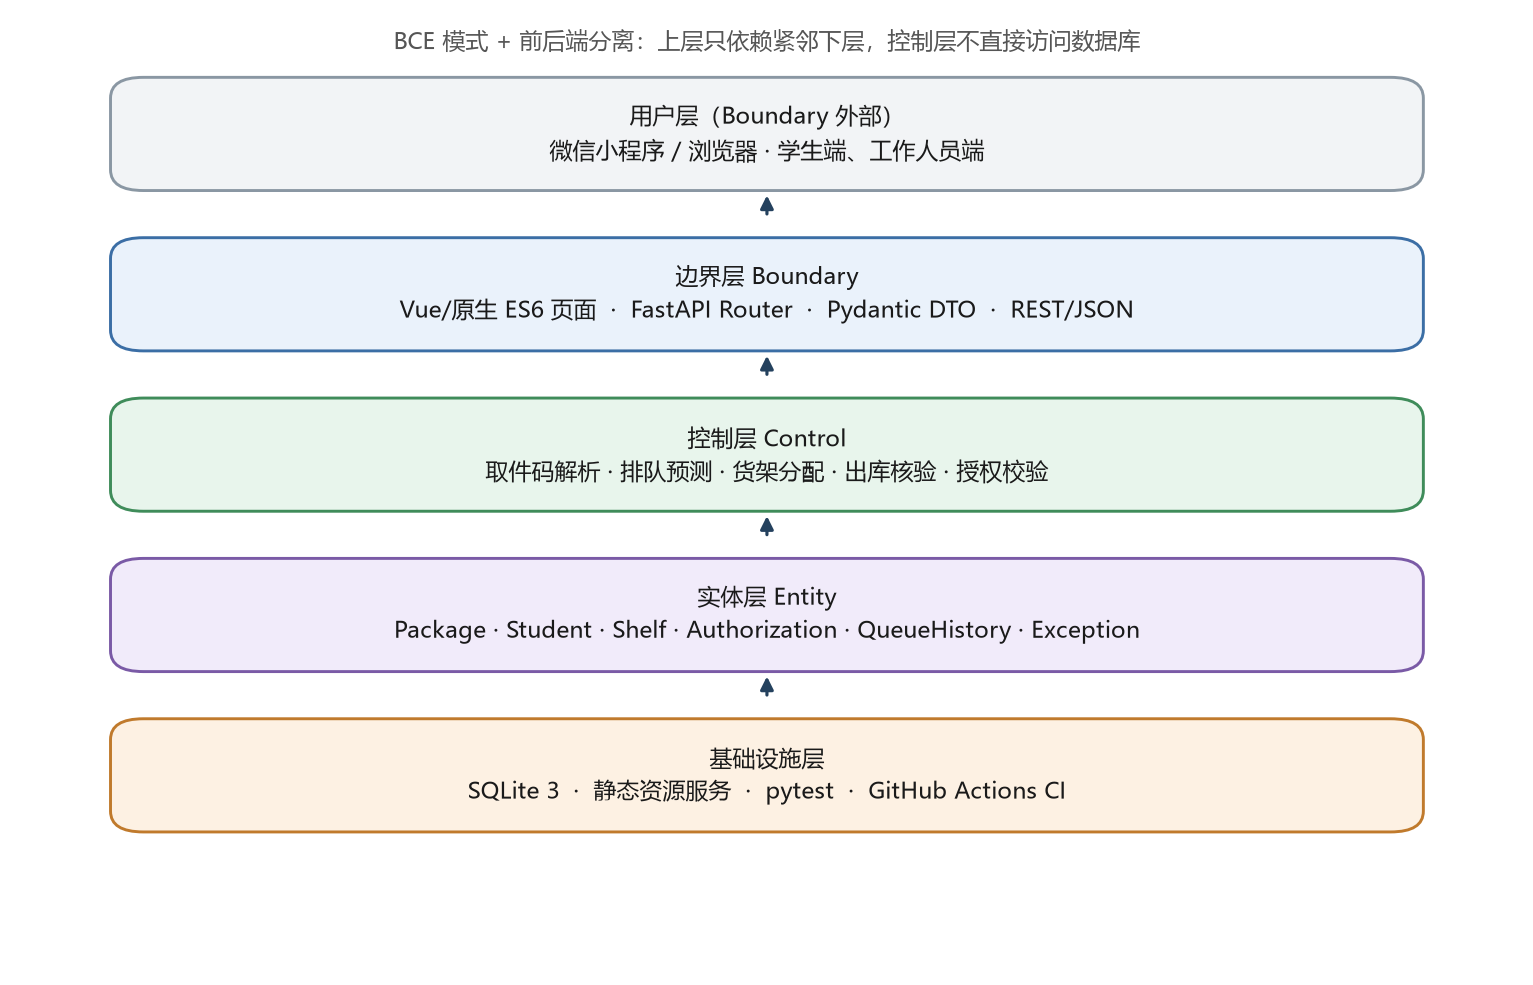 BCE 模式 + 前后端分离：上层只依赖紧邻下层，控制层不直接访问数据库
用户层（Boundary 外部）
微信小程序 / 浏览器 · 学生端、工作人员端
边界层 Boundary
Vue/原生 ES6 页面 · FastAPI Router · Pydantic DTO · REST/JSON
控制层 Control
取件码解析 · 排队预测 · 货架分配 · 出库核验 · 授权校验
实体层 Entity
Package · Student · Shelf · Authorization · QueueHistory · Exception
基础设施层
SQLite 3 · 静态资源服务 · pytest · GitHub Actions CI